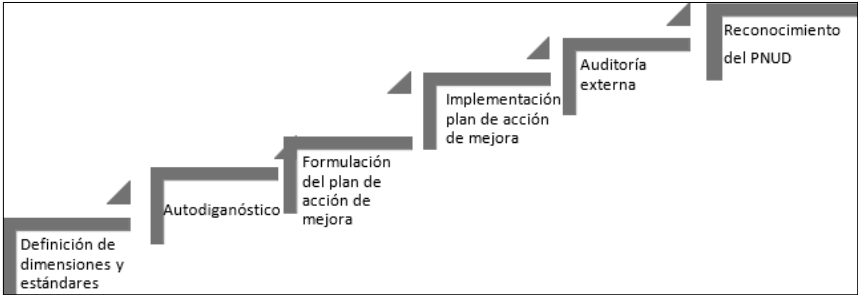 Definición de
dimensiones y
estándares
Autodiganóstico
Formulación
del plan de
acción de
mejora
Implementación
plan de acción
de mejora
Auditoría
externa
Reconocimiento
del PNUD